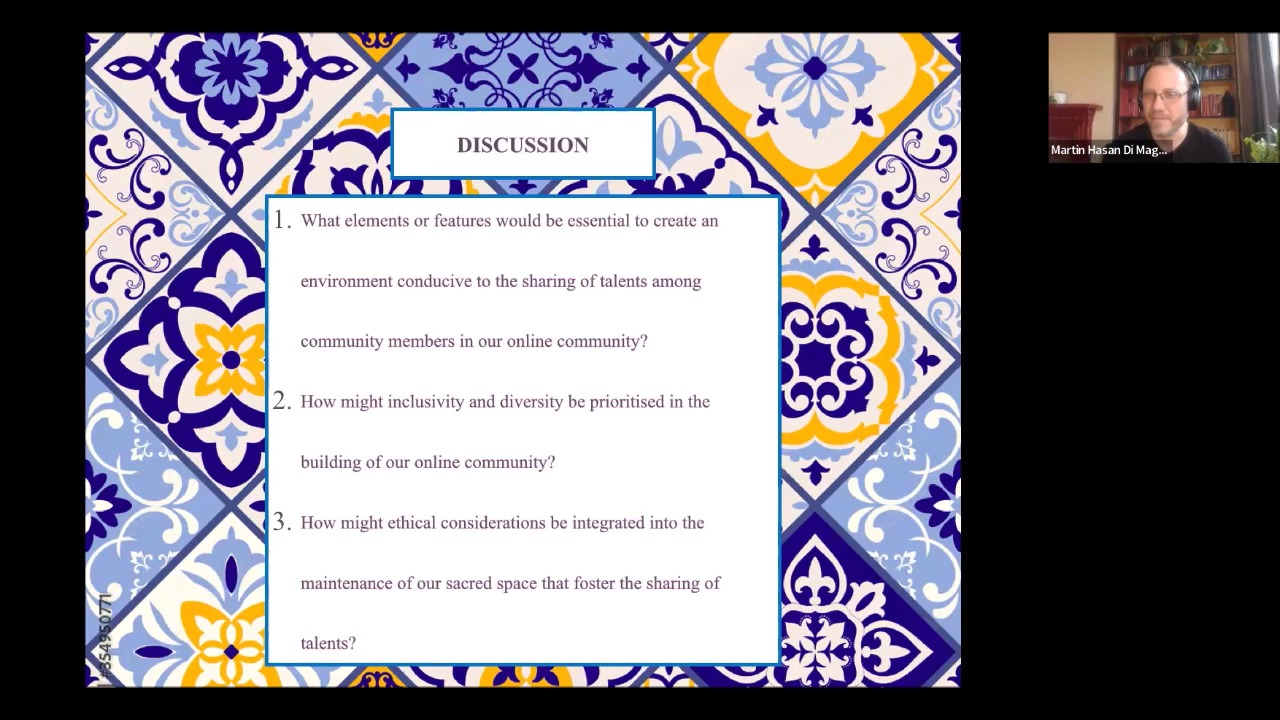 DISCUSSION
1. What elements or features would be essential to create an
environment conducive to the sharing of talents among
community members in our online community?
2. How might inclusivity and diversity be prioritised in the
building of our online community?
3. How might ethical considerations be integrated into the
maintenance of our sacred space that foster the sharing of
talents?
Martin Hasan Di Mag...
#354950771